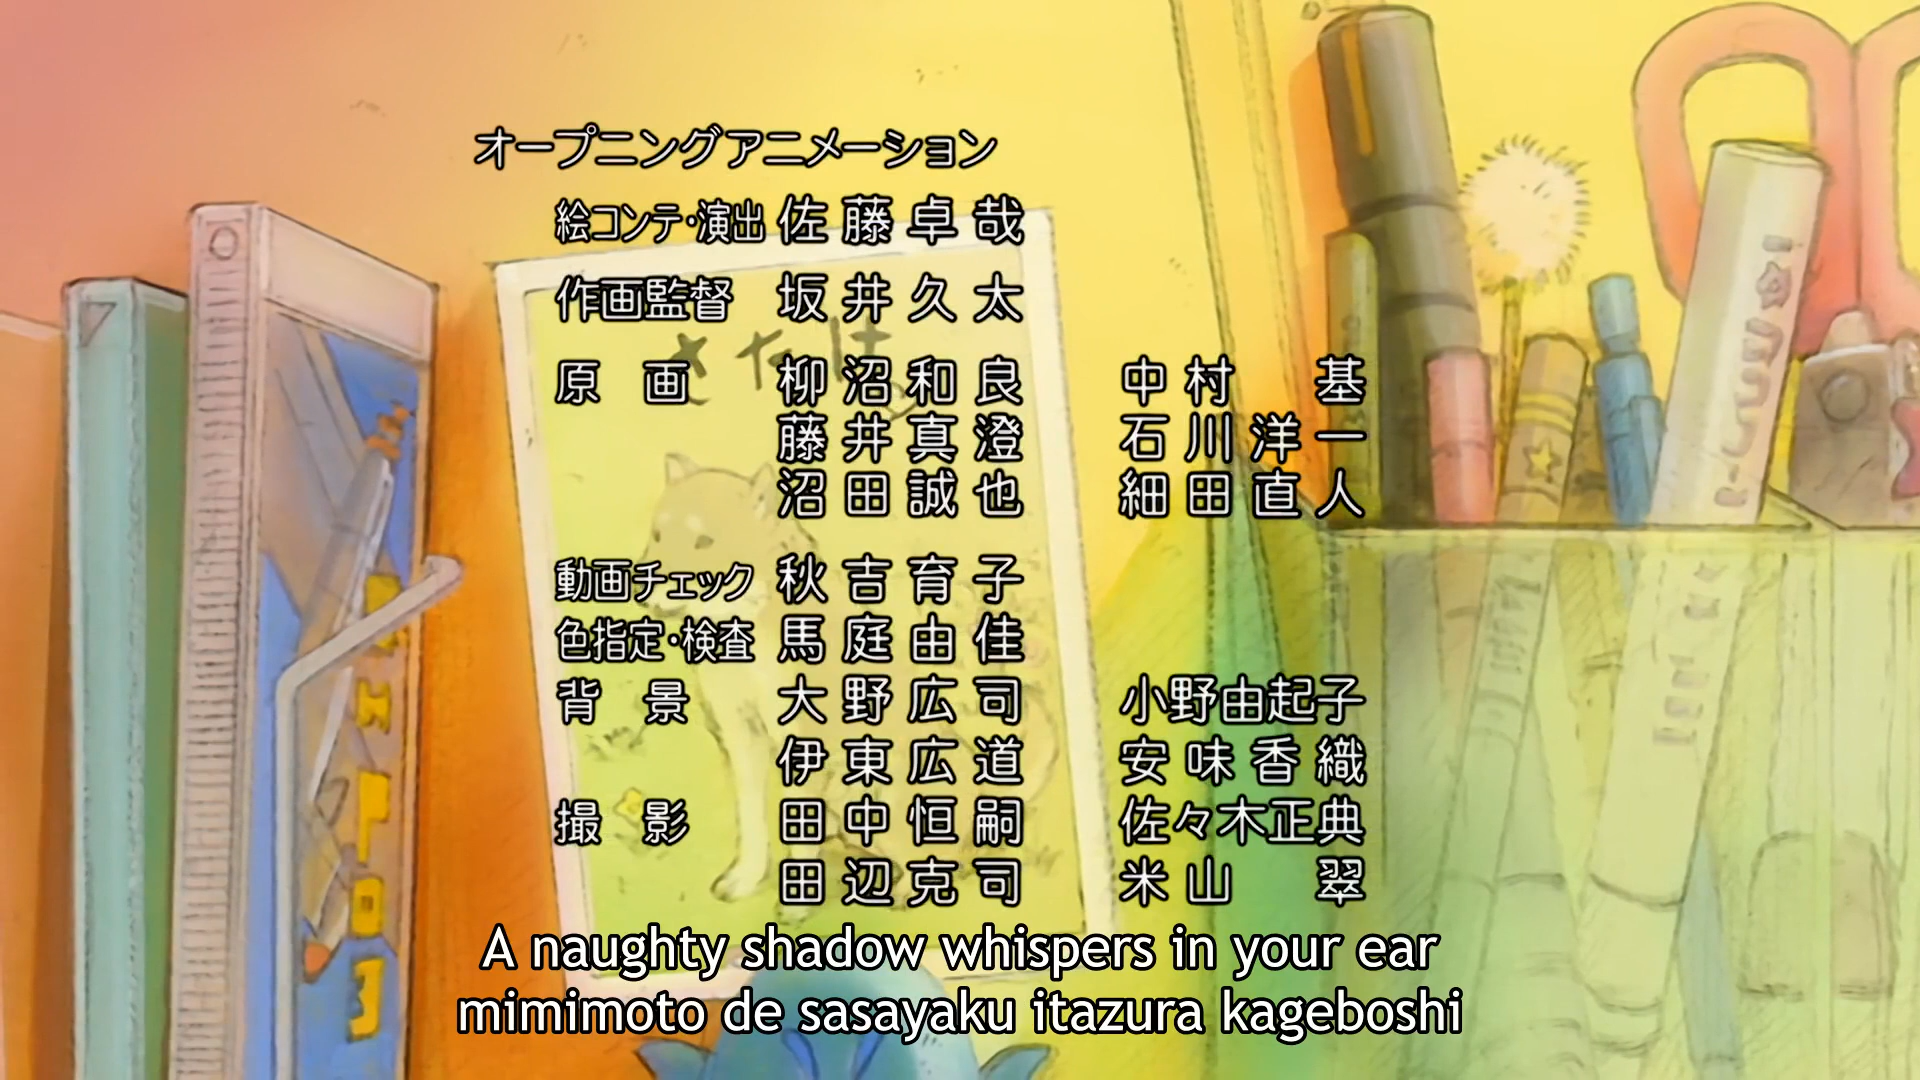 オープニングアニメーション
絵コンテ・演出 佐藤卓哉
作画監督 坂井久太
原画 柳沼和良 中村基
藤井真澄 石川洋一
沼田誠也 細田直人
動画チェック 秋吉育子
色指定・検査 馬庭由佳
背景 大野広司 小野由起子
伊東広道 安味香織
撮影 田中恒嗣 佐々木正典
田辺克司 米山翠
A naughty shadow whispers in your ear
mimimoto de sasayaku itazura kageboshi